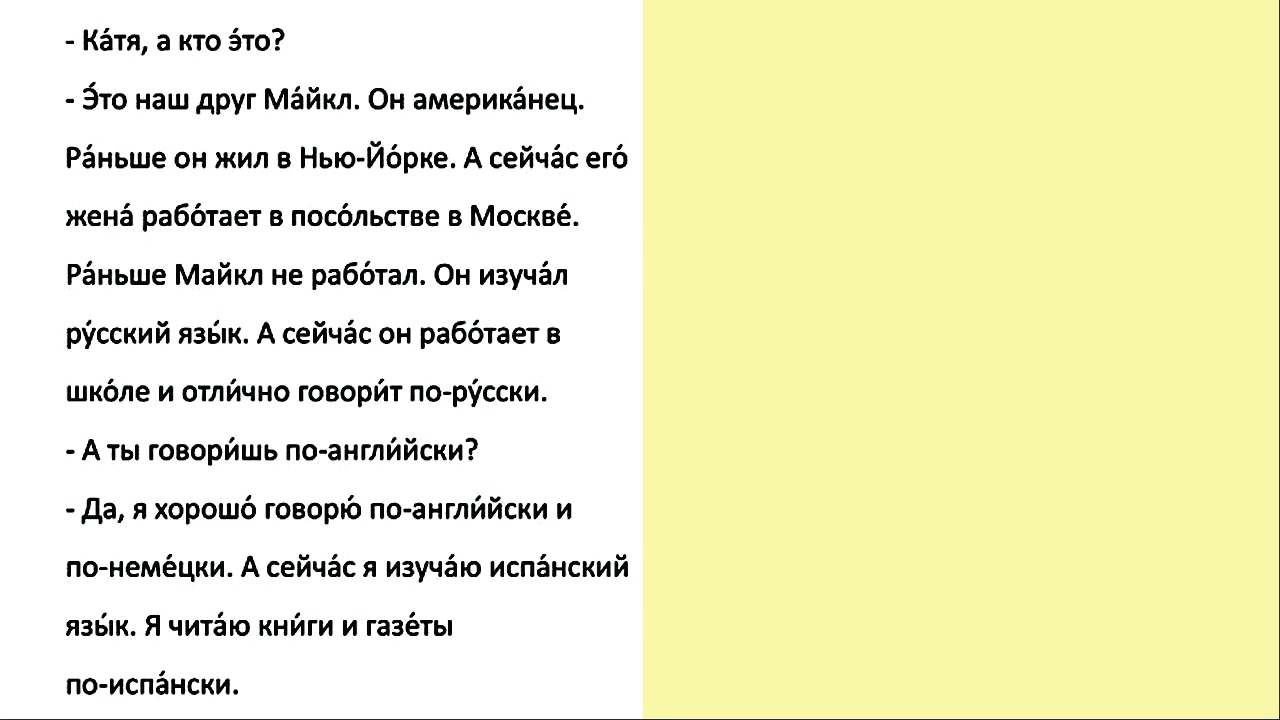 - Ка́тя, а кто э́то?
- Э́то наш друг Ма́йкл. Он америка́нец.
Ра́ньше он жил в Нью-Йо́рке. А сейча́с его́
жена́ рабо́тает в посо́льстве в Москве́.
Ра́ньше Майкл не рабо́тал. Он изуча́л
ру́сский язы́к. А сейча́с он рабо́тает в
шко́ле и отли́чно говори́т по-ру́сски.
- А ты говори́шь по-англи́йски?
- Да, я хорошо́ говорю́ по-англи́йски и
по-неме́цки. А сейча́с я изуча́ю испа́нский
язы́к. Я чита́ю кни́ги и газе́ты
по-испа́нски.